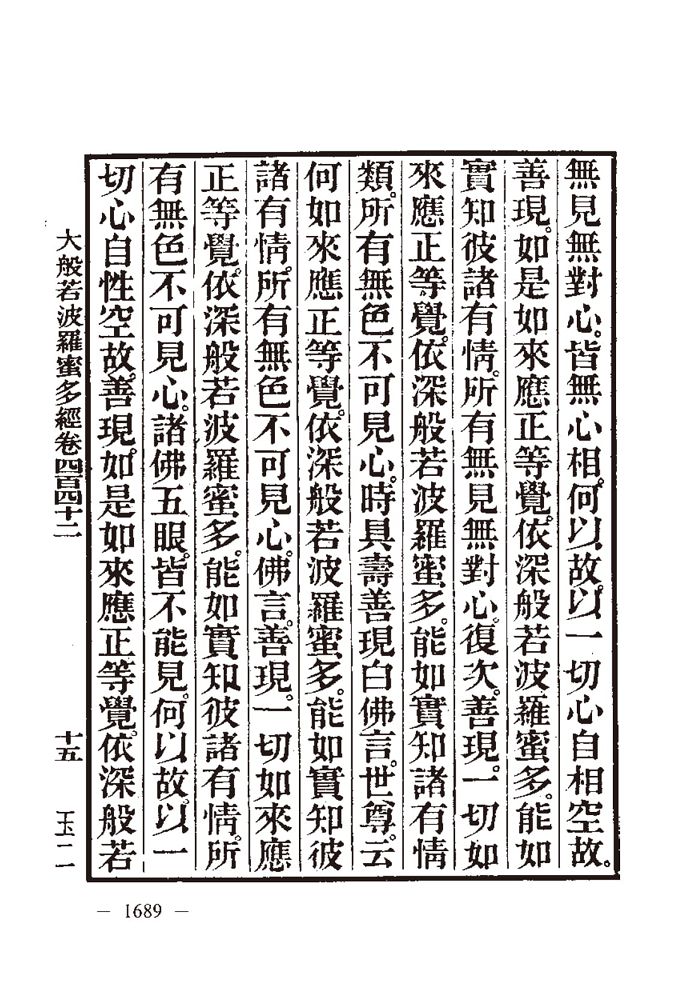 無見無對心。皆無心相。何以故。以一切心自相空故。
善現。如是如來應正等覺。依深般若波羅蜜多。能如
實知彼諸有情。所有無見無對心。復次。善現。一切如
來應正等覺。依深般若波羅蜜多。能如實知諸有情
類。所有無色不可見心。時具壽善現白佛言。世尊。云
何如來應正等覺。依深般若波羅蜜多。能如實知彼
諸有情。所有無色不可見心。佛言。善現。一切如來應
正等覺。依深般若波羅蜜多。能如實知彼諸有情。所
有無色不可見心。諸佛五眼。皆不能見。何以故。以一
切心自性空故。善現。如是如來應正等覺。依深般若
大般若波羅蜜多經卷四百四十二 十五 玉二
— 1689 —